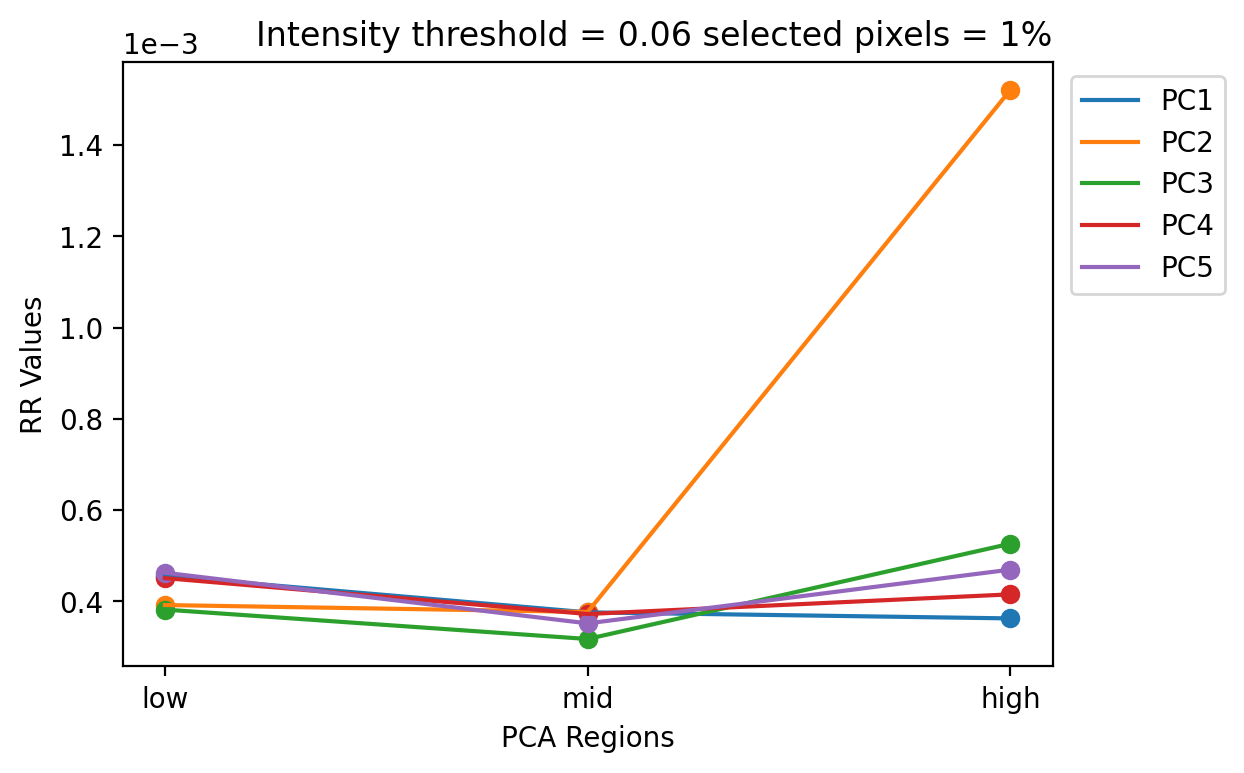 Intensity threshold = 0.06 selected pixels = 1%
1e−3
1.4
1.2
1.0
0.8
0.6
0.4
RR Values
low
mid
high
PCA Regions
PC1
PC2
PC3
PC4
PC5